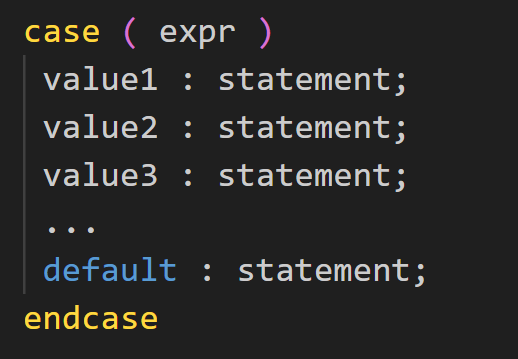 case ( expr )
value1 : statement;
value2 : statement;
value3 : statement;
...
default : statement;
endcase